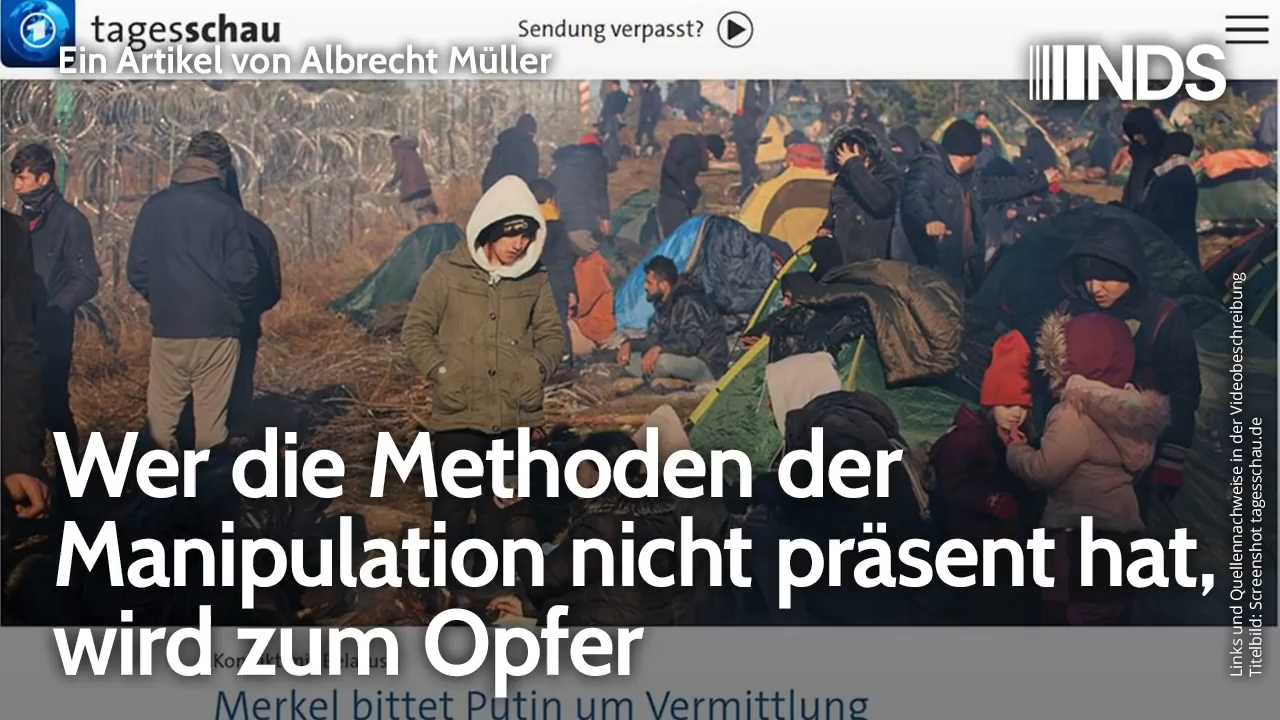 tagesschau
Sendung verpasst?
Ein Artikel von Albrecht Müller
NDS
Wer die Methoden der
Manipulation nicht präsent hat,
wird zum Opfer
Merkel bittet Putin um Vermittlung
Links und Quellennachweise in der Videobeschreibung
Titelbild: Screenshot tagesschau.de